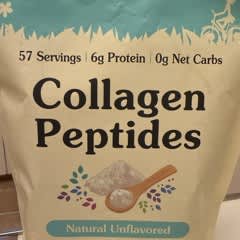 57 Servings | 6g Protein | 0g Net Carbs
Collagen
Peptides
Natural Unflavored